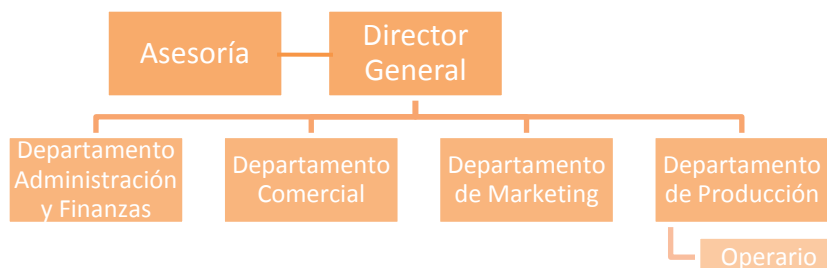 Asesoría
Director
General
Departamento
Administración
y Finanzas
Departamento
Comercial
Departamento
de Marketing
Departamento
de Producción
Operario